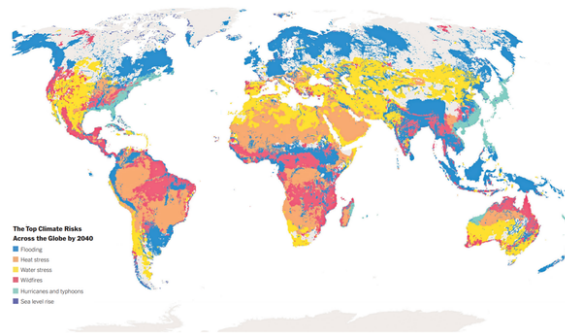 The Top Climate Risks
Across the Globe by 2040
Flooding
Heat stress
Water stress
Wildfires
Hurricanes and typhoons
Sea level rise